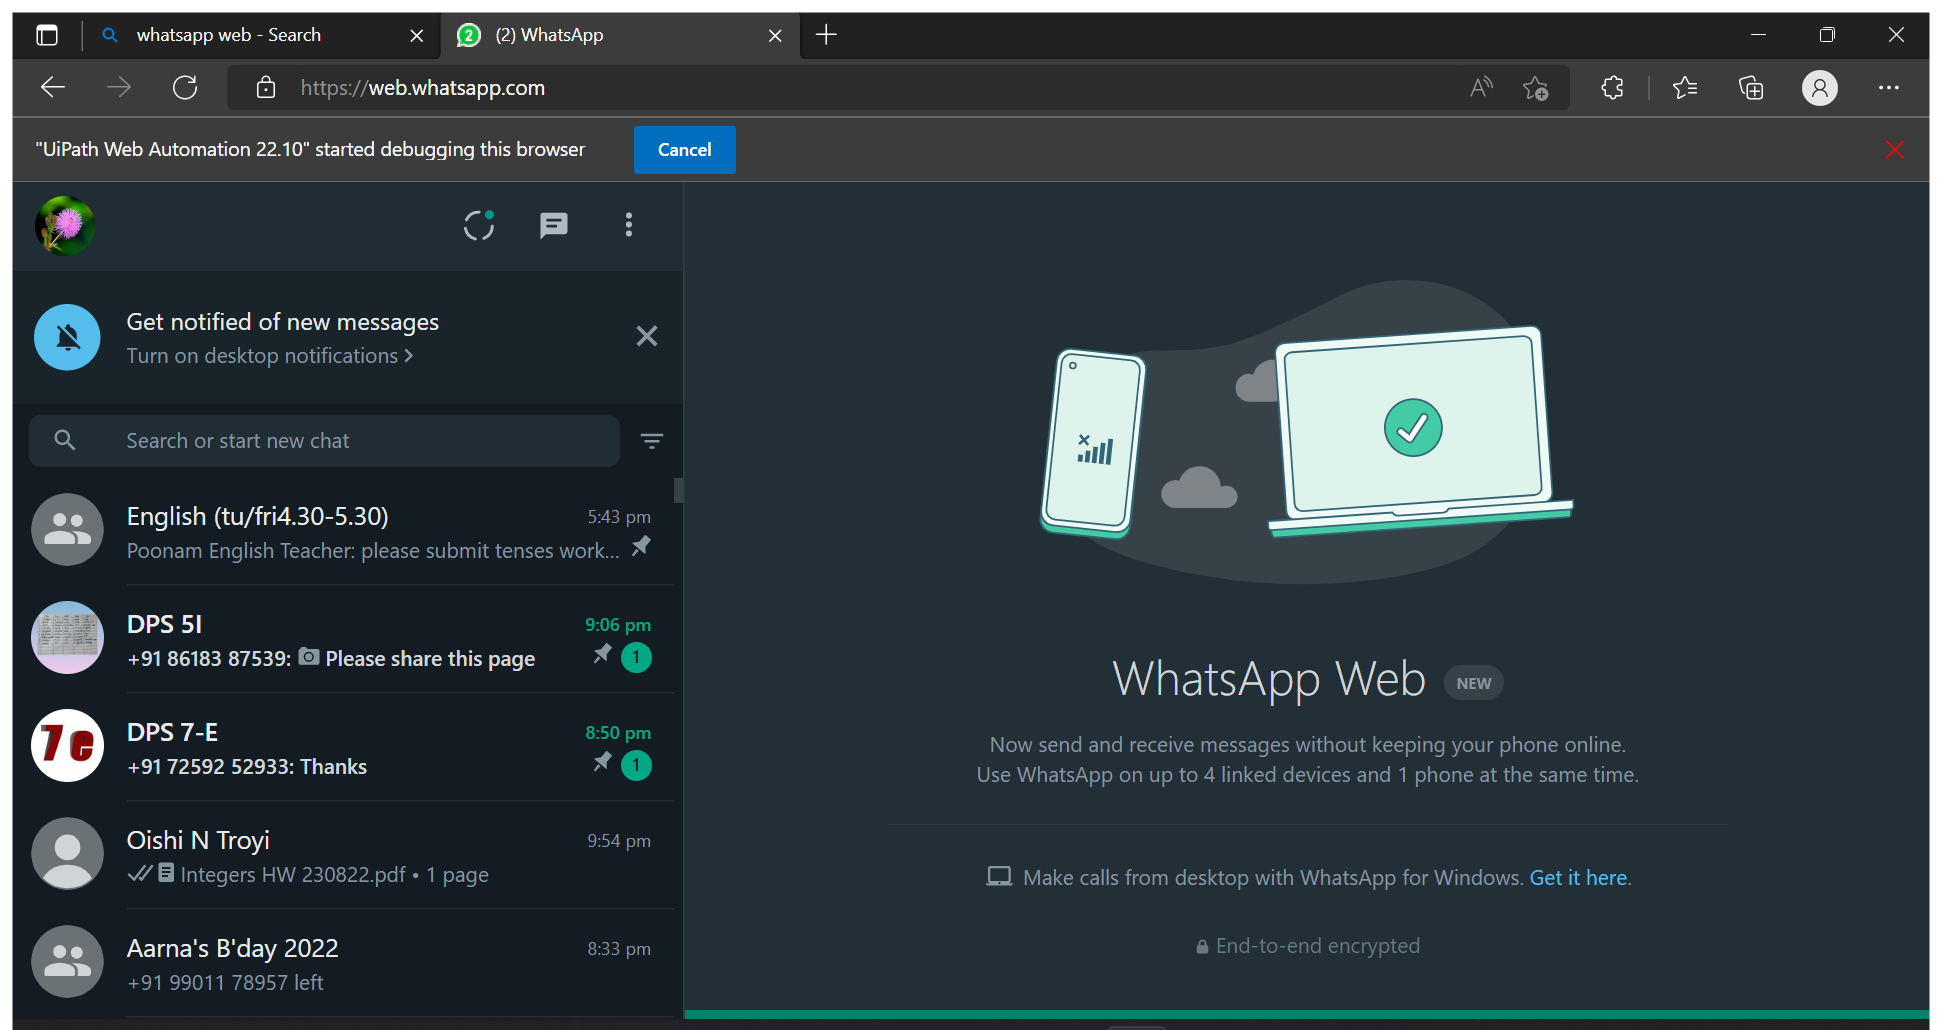 whatsapp web - Search
2
(2) WhatsApp
https://web.whatsapp.com
"UiPath Web Automation 22.10" started debugging this browser
Cancel
Get notified of new messages
Turn on desktop notifications
Search or start new chat
English (tu/fri4.30-5.30) 5:43 pm
Poonam English Teacher: please submit tenses work...
DPS 5I 9:06 pm
+91 86183 87539: Please share this page 1
7e
DPS 7-E 8:50 pm
+91 72592 52933: Thanks 1
Oishi N Troyi 9:54 pm
Integers HW 230822.pdf • 1 page
Aarna's B'day 2022 8:33 pm
+91 99011 78957 left
WhatsApp Web NEW
Now send and receive messages without keeping your phone online.
Use WhatsApp on up to 4 linked devices and 1 phone at the same time.
Make calls from desktop with WhatsApp for Windows. Get it here.
End-to-end encrypted